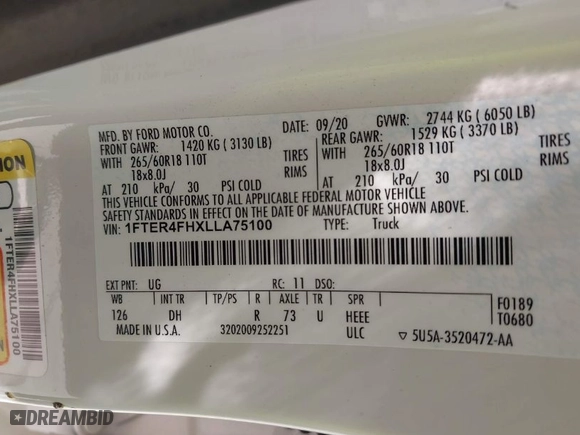 MFD. BY FORD MOTOR CO. DATE: 09/20 GVWR: 2744 KG ( 6050 LB)
FRONT GAWR: 1420 KG ( 3130 LB) REAR GAWR: 1529 KG ( 3370 LB)
WITH 265/60R18 110T TIRES WITH 265/60R18 110T TIRES
18x8.0J RIMS 18x8.0J RIMS
AT 210 kPa/ 30 PSI COLD AT 210 kPa/ 30 PSI COLD
THIS VEHICLE CONFORMS TO ALL APPLICABLE FEDERAL MOTOR VEHICLE
SAFETY STANDARDS IN EFFECT ON THE DATE OF MANUFACTURE SHOWN ABOVE.
VIN: 1FTER4FHXLLA75100 TYPE: Truck
EXT PNT: UG RC: 11 DSO:
WB INT TR TP/PS R AXLE TR SPR F0189
126 DH R 73 U HEEE T0680
MADE IN U.S.A. 3202009252251 ULC 5U5A-3520472-AA
1FTER4FHXLLA75100
DREAMBID